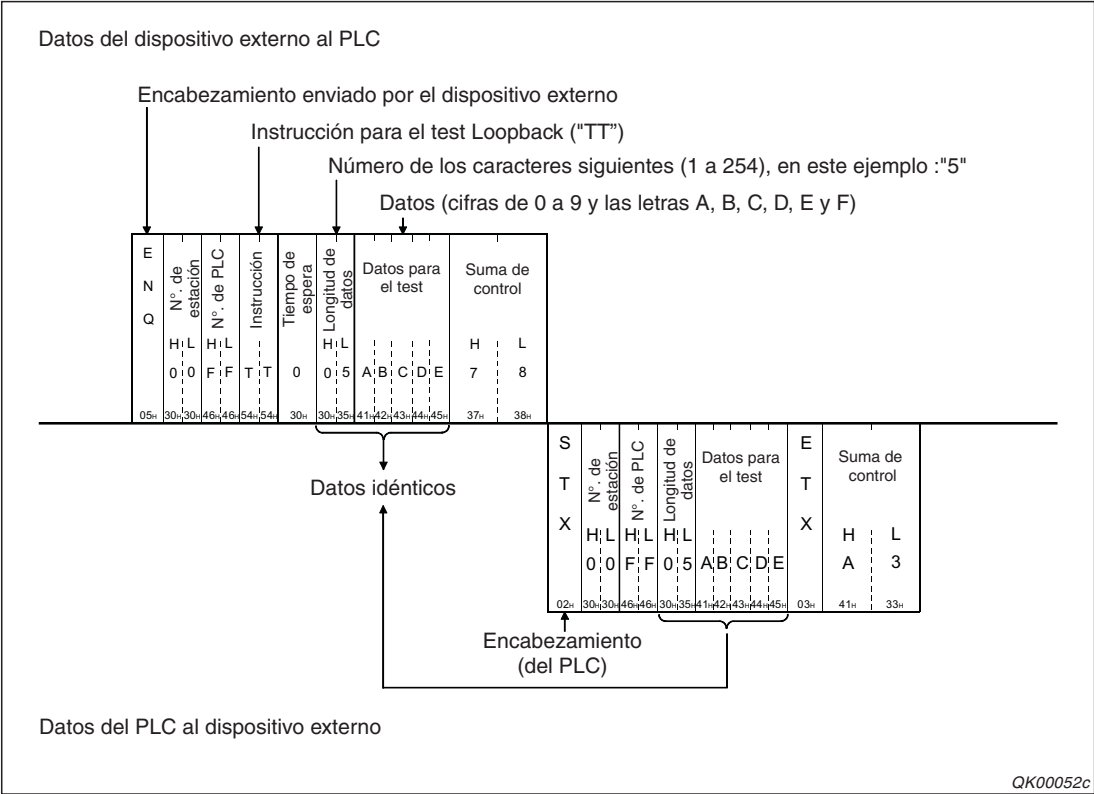 Datos del dispositivo externo al PLC
Encabezamiento enviado por el dispositivo externo
Instrucción para el test Loopback ("TT”)
Número de los caracteres siguientes (1 a 254), en este ejemplo :"5"
Datos (cifras de 0 a 9 y las letras A, B, C, D, E y F)
E N Q
N°. de estación
N°. de PLC
Instrucción
Tiempo de espera
Longitud de datos
Datos para el test
Suma de control
H L H L H L H L
0 0 F F T T 0 0 5 A B C D E 7 8
05H 30H 30H 46H 46H 54H 54H 30H 30H 35H 41H 42H 43H 44H 45H 37H 38H
Datos idénticos
S T X
N°. de estación
N°. de PLC
Longitud de datos
Datos para el test
E T X
Suma de control
H L H L H L H L
0 0 F F 0 5 A B C D E A 3
02H 30H 30H 46H 46H 30H 35H 41H 42H 43H 44H 45H 03H 41H 33H
Encabezamiento
(del PLC)
Datos del PLC al dispositivo externo
QK00052c